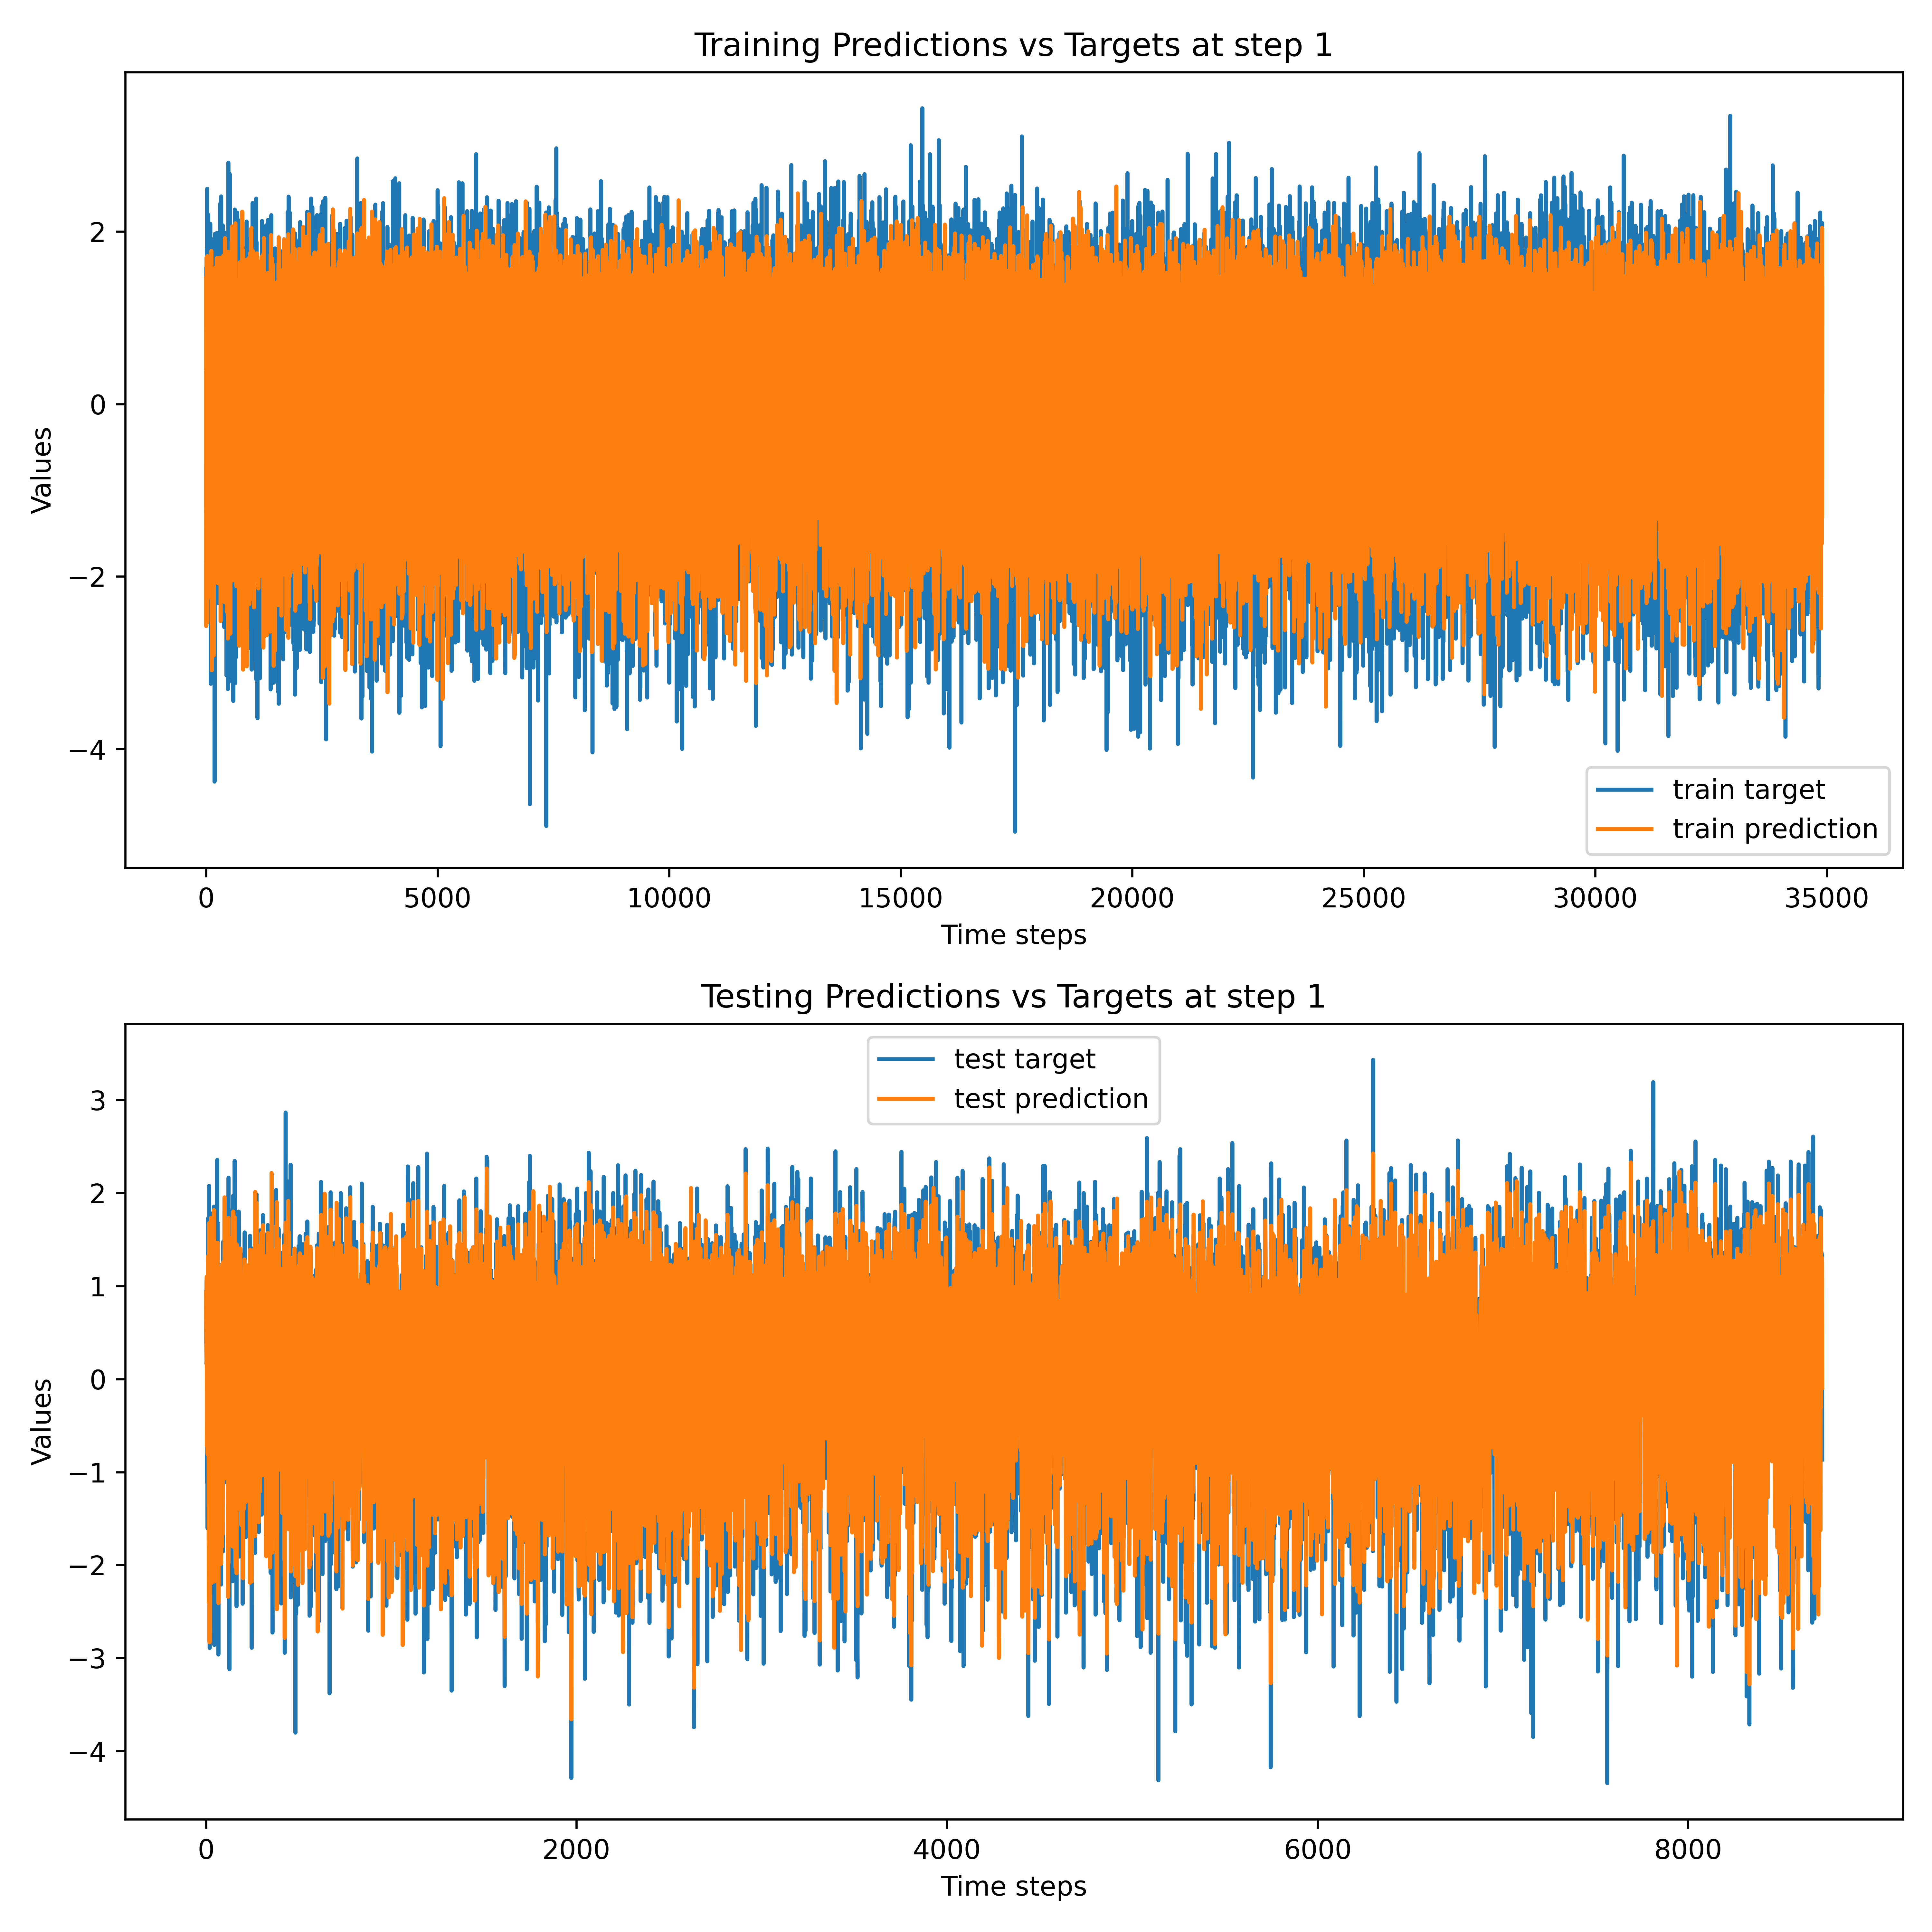 Training Predictions vs Targets at step 1
Values
2
0
−2
−4
train target
train prediction
0 5000 10000 15000 20000 25000 30000 35000
Time steps
Testing Predictions vs Targets at step 1
Values
test target
test prediction
3
2
1
0
−1
−2
−3
−4
0 2000 4000 6000 8000
Time steps